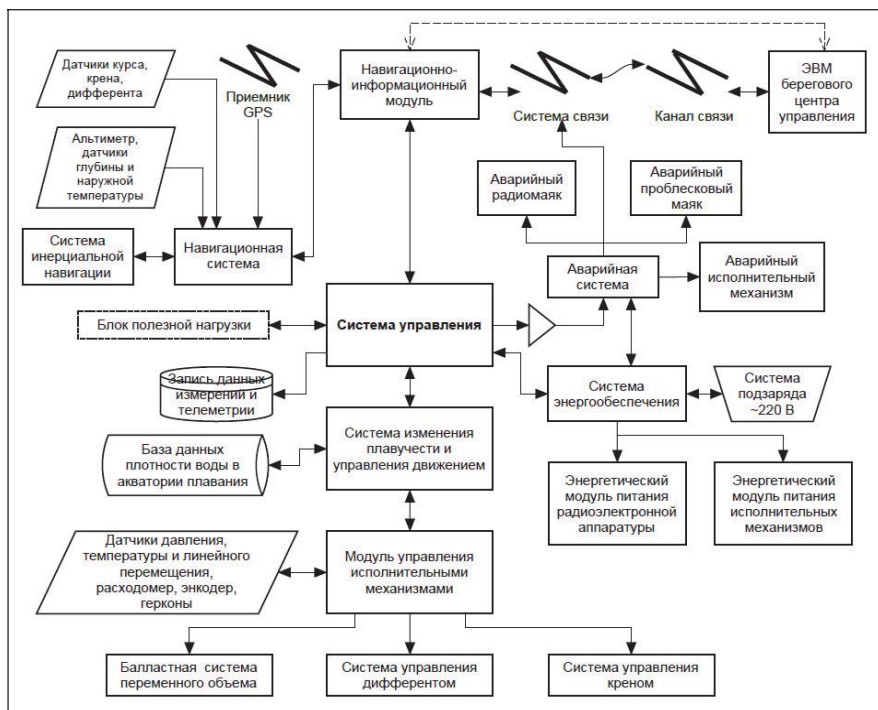 Датчики курса,
крена,
дифферента
Приемник
GPS
Навигационно-
информационный
модуль
Система связи
Канал связи
ЭВМ
берегового
центра
управления
Альтиметр,
датчики
глубины и
наружной
температуры
Аварийный
радиомаяк
Аварийный
проблесковый
маяк
Система
инерциальной
навигации
Навигационная
система
Аварийная
система
Аварийный
исполнительный
механизм
Блок полезной нагрузки
Система управления
Запись данных
измерений и
телеметрии
Система
энергообеспечения
Система
подзаряда
~220 В
База данных
плотности воды в
акватории плавания
Система изменения
плавучести и
управления движением
Энергетический
модуль питания
радиоэлектронной
аппаратуры
Энергетический
модуль питания
исполнительных
механизмов
Датчики давления,
температуры и линейного
перемещения,
расходомер, энкодер,
герконы
Модуль управления
исполнительными
механизмами
Балластная система
переменного объема
Система управления
дифферентом
Система управления
креном